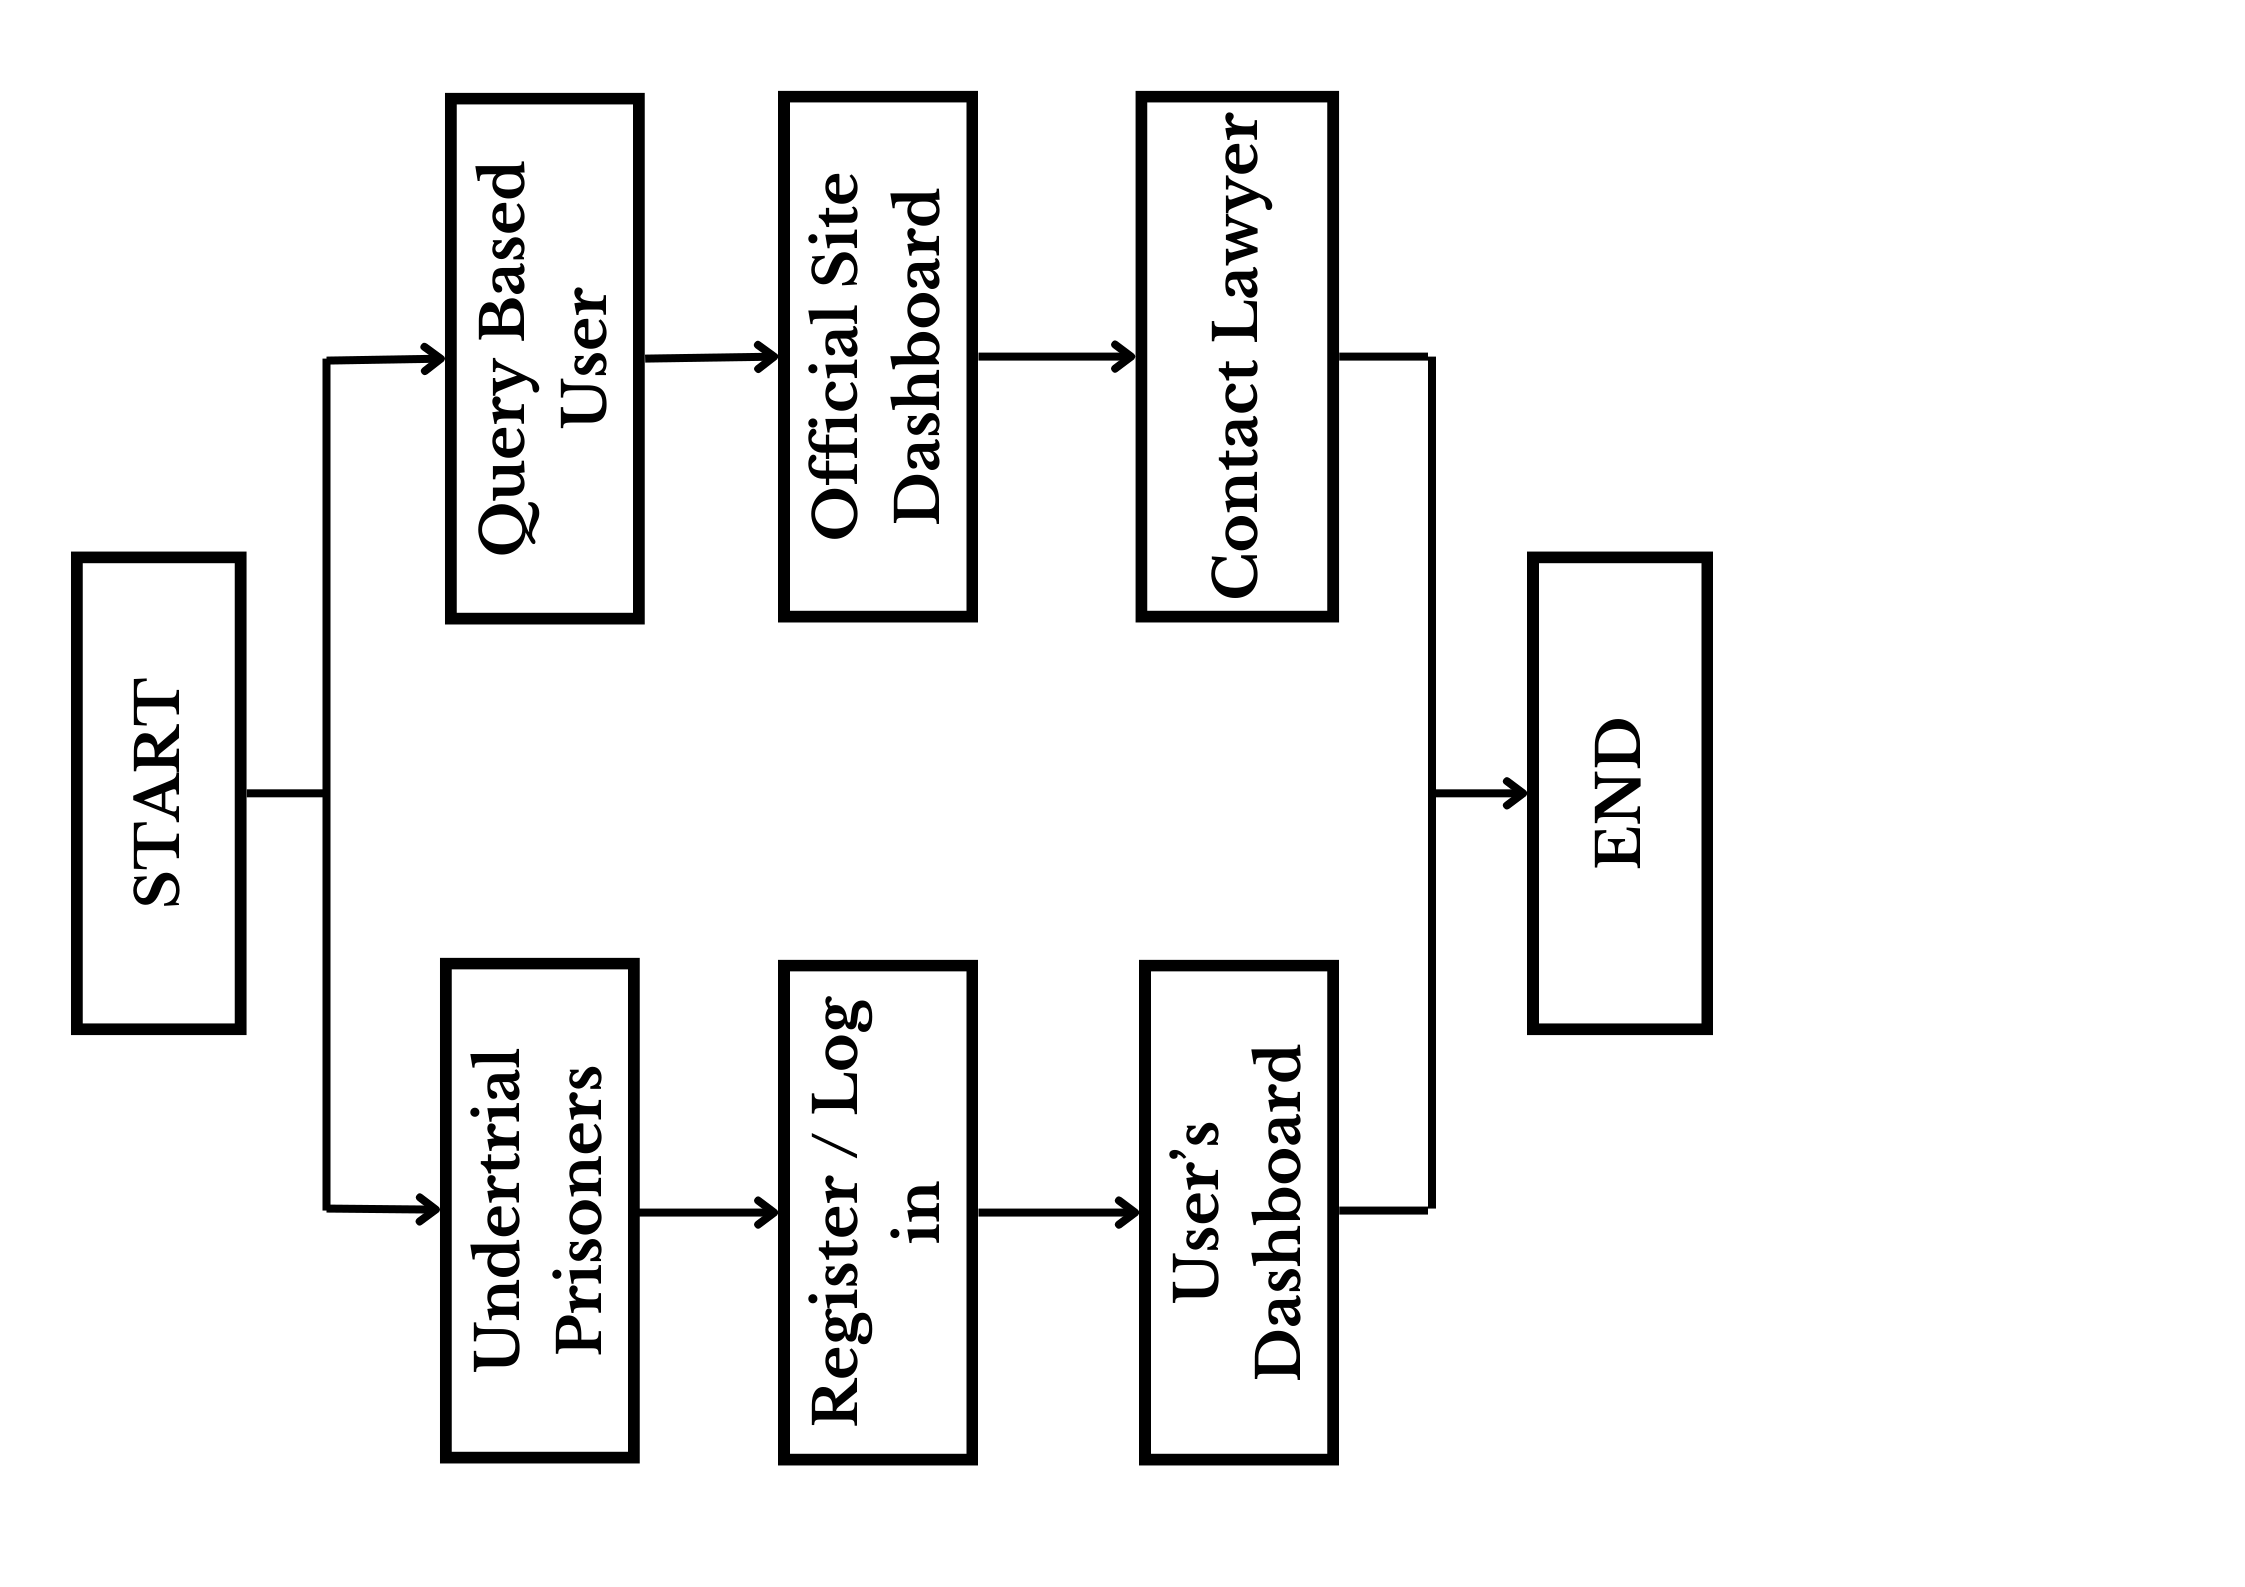 START
Undertrial
Prisoners
Query Based
User
Register / Log
in
Official Site
Dashboard
User’s
Dashboard
Contact Lawyer
END